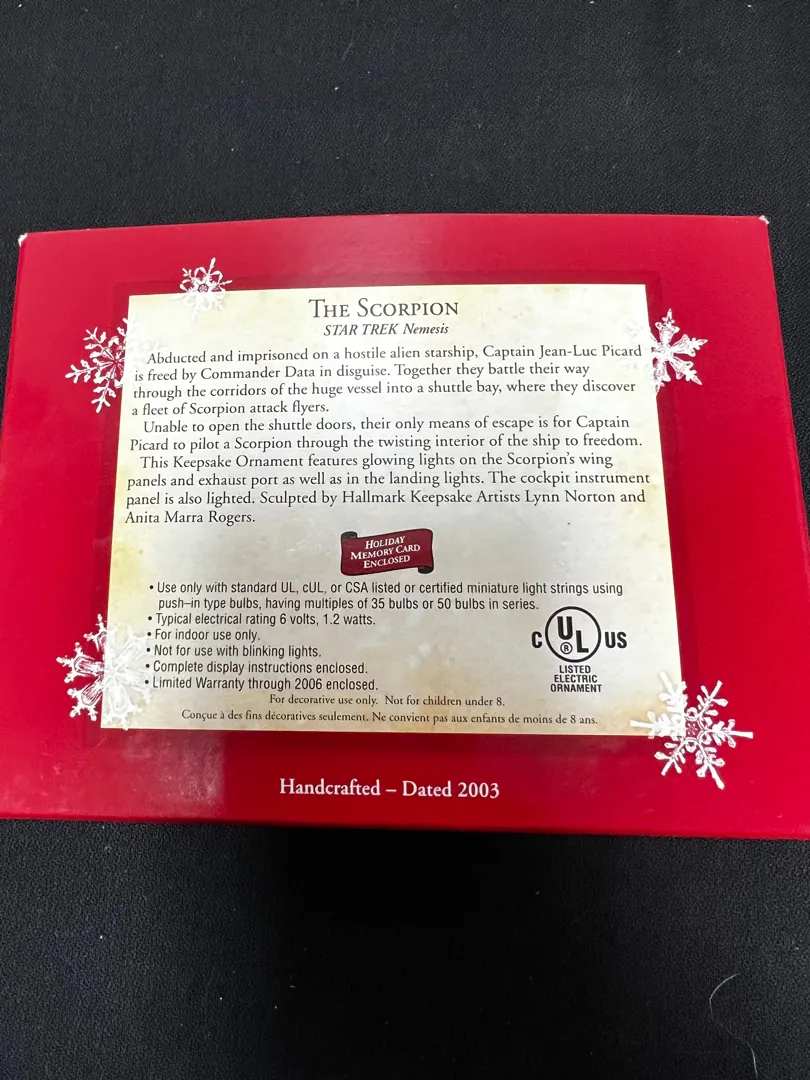 THE SCORPION
STAR TREK Nemesis
Abducted and imprisoned on a hostile alien starship, Captain Jean-Luc Picard
is freed by Commander Data in disguise. Together they battle their way
through the corridors of the huge vessel into a shuttle bay, where they discover
a fleet of Scorpion attack flyers.
Unable to open the shuttle doors, their only means of escape is for Captain
Picard to pilot a Scorpion through the twisting interior of the ship to freedom.
This Keepsake Ornament features glowing lights on the Scorpion's wing
panels and exhaust port as well as in the landing lights. The cockpit instrument
panel is also lighted. Sculpted by Hallmark Keepsake Artists Lynn Norton and
Anita Marra Rogers.
HOLIDAY
MEMORY CARD
ENCLOSED
• Use only with standard UL, cUL, or CSA listed or certified miniature light strings using
push-in type bulbs, having multiples of 35 bulbs or 50 bulbs in series.
• Typical electrical rating 6 volts, 1.2 watts.
• For indoor use only.
• Not for use with blinking lights.
• Complete display instructions enclosed.
• Limited Warranty through 2006 enclosed.
C UL® US
LISTED
ELECTRIC
ORNAMENT
For decorative use only. Not for children under 8.
Conçue à des fins décoratives seulement. Ne convient pas aux enfants de moins de 8 ans.
Handcrafted – Dated 2003